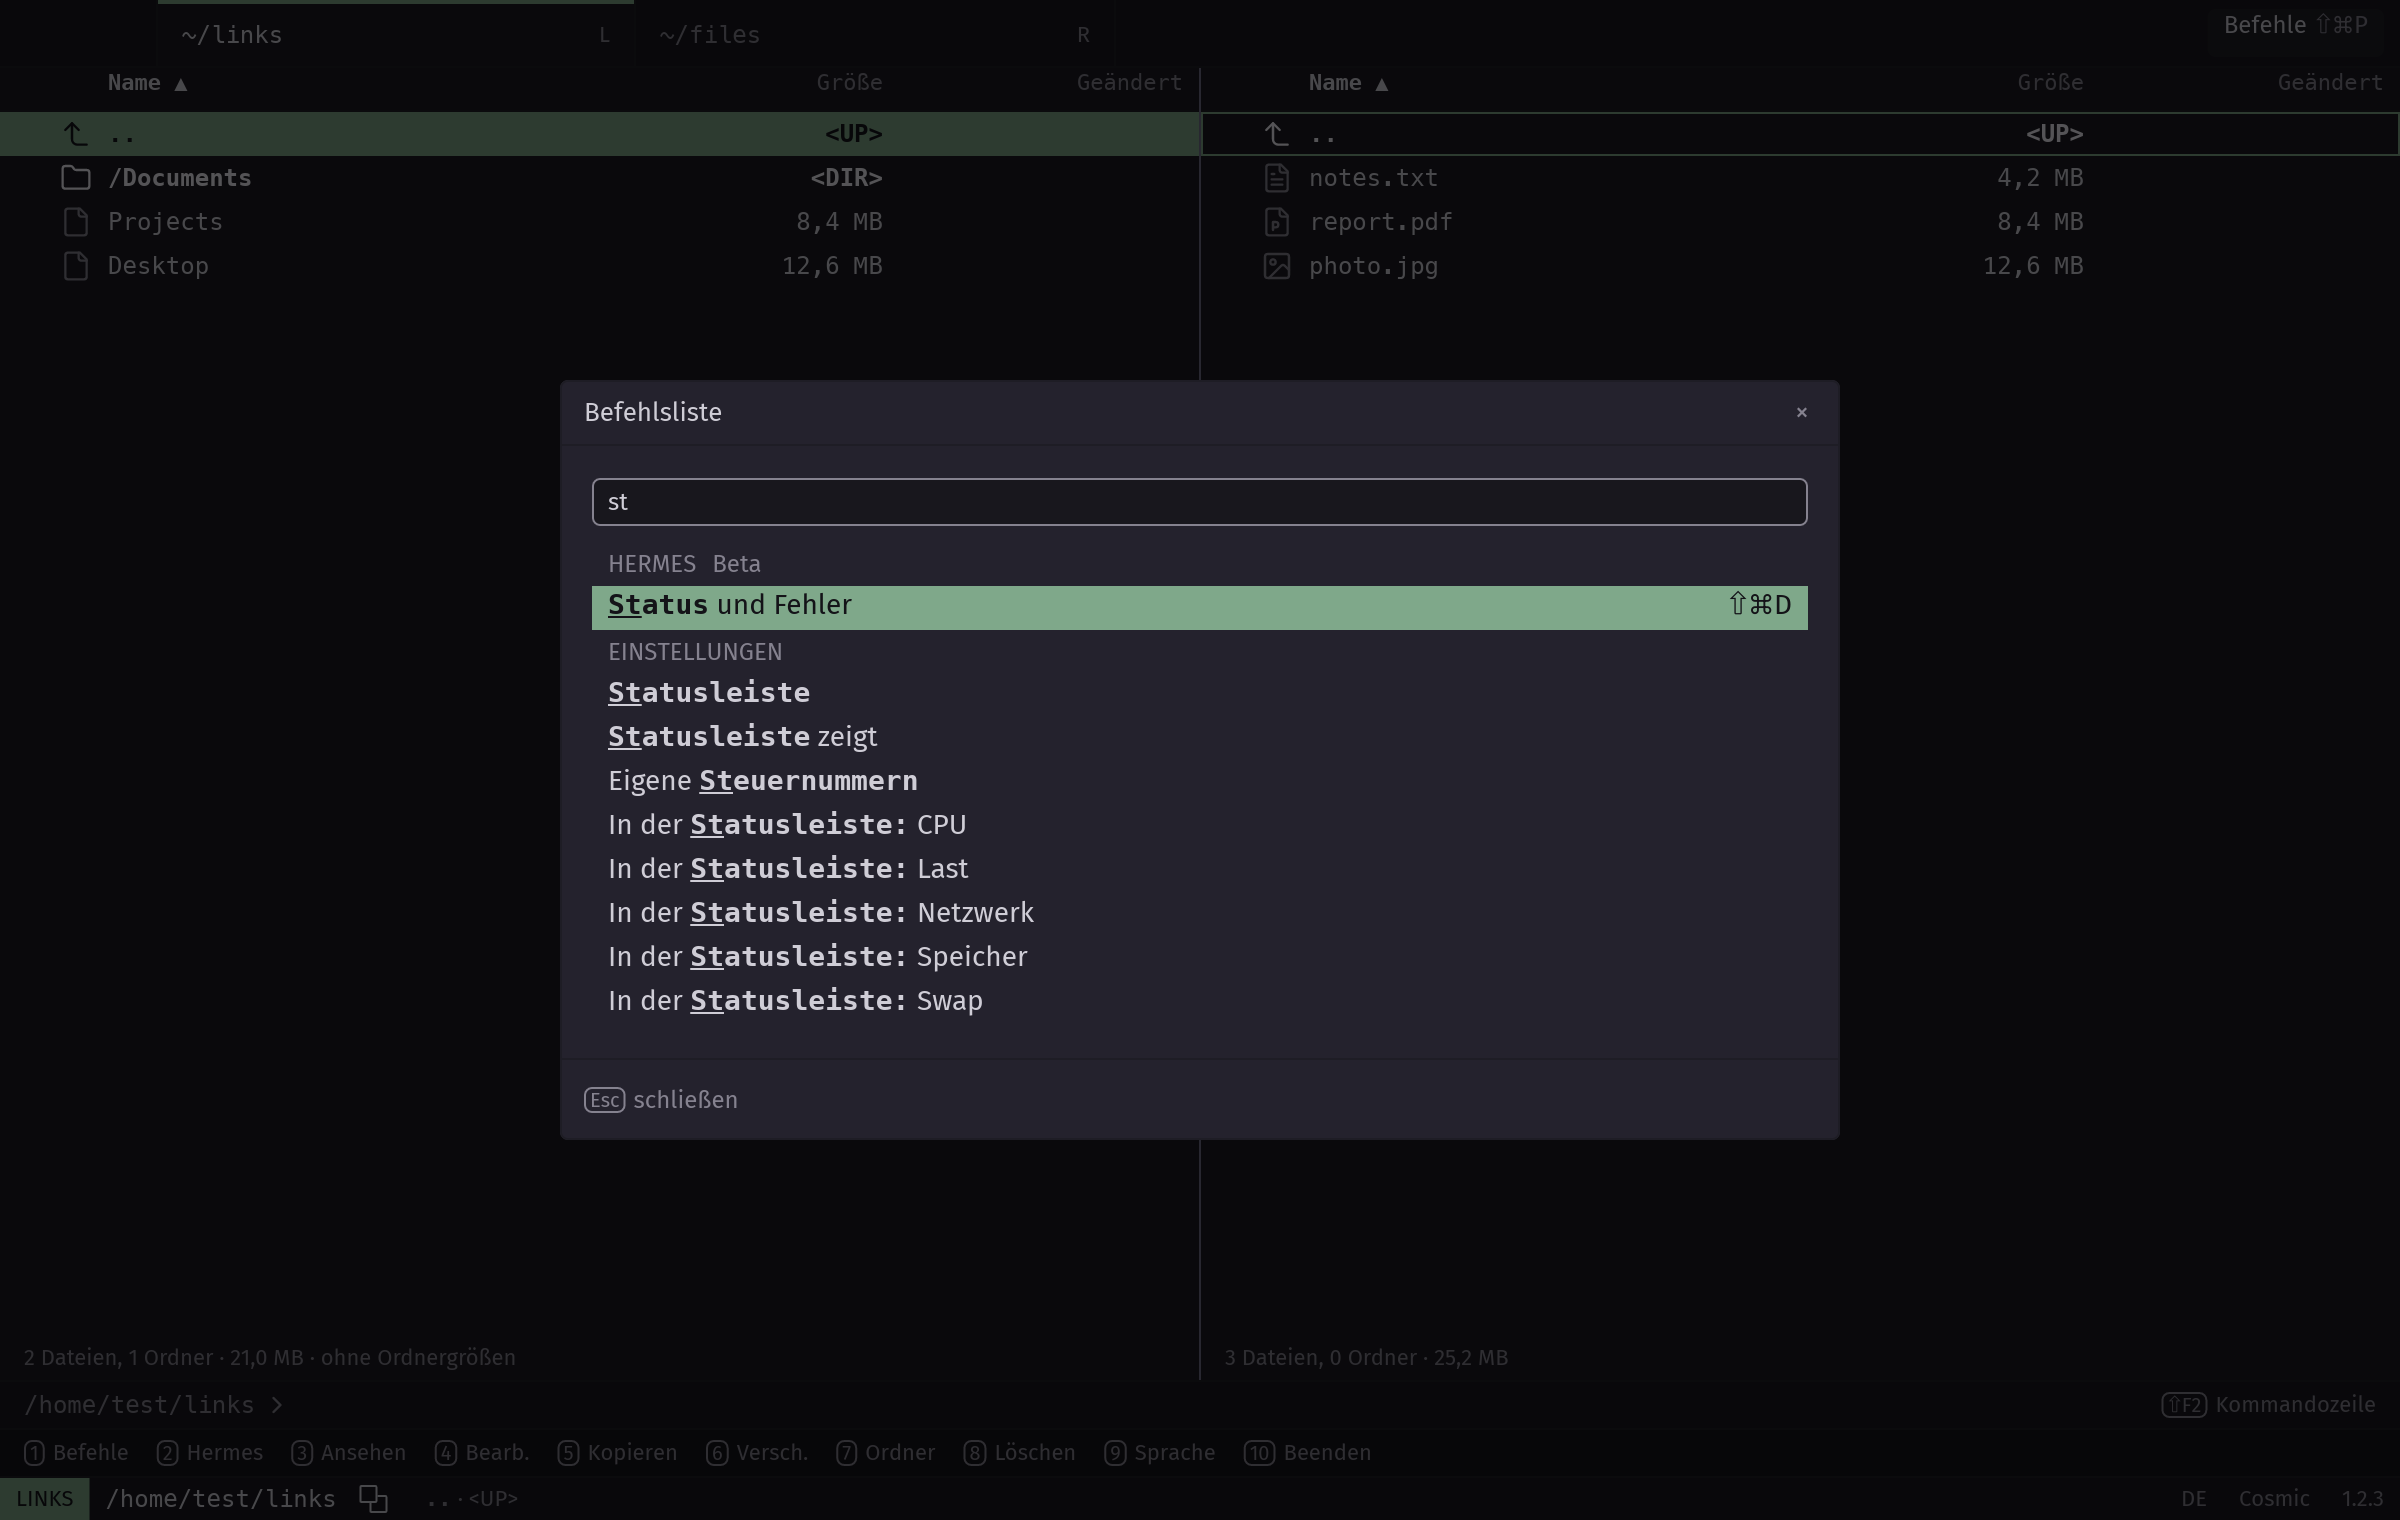 ~/links L ~/files R Befehle ⇧⌘P
Name ▲ Größe Geändert Name ▲ Größe Geändert
.. <UP> .. <UP>
/Documents <DIR> notes.txt 4,2 MB
Projects 8,4 MB report.pdf 8,4 MB
Desktop 12,6 MB photo.jpg 12,6 MB
Befehlsliste ×
st
HERMES Beta
Status und Fehler ⇧⌘D
EINSTELLUNGEN
Statusleiste
Statusleiste zeigt
Eigene Steuernummern
In der Statusleiste: CPU
In der Statusleiste: Last
In der Statusleiste: Netzwerk
In der Statusleiste: Speicher
In der Statusleiste: Swap
Esc schließen
2 Dateien, 1 Ordner · 21,0 MB · ohne Ordnergrößen 3 Dateien, 0 Ordner · 25,2 MB
/home/test/links > ⇧F2 Kommandozeile
1 Befehle 2 Hermes 3 Ansehen 4 Bearb. 5 Kopieren 6 Versch. 7 Ordner 8 Löschen 9 Sprache 10 Beenden
LINKS /home/test/links .. · <UP> DE Cosmic 1.2.3